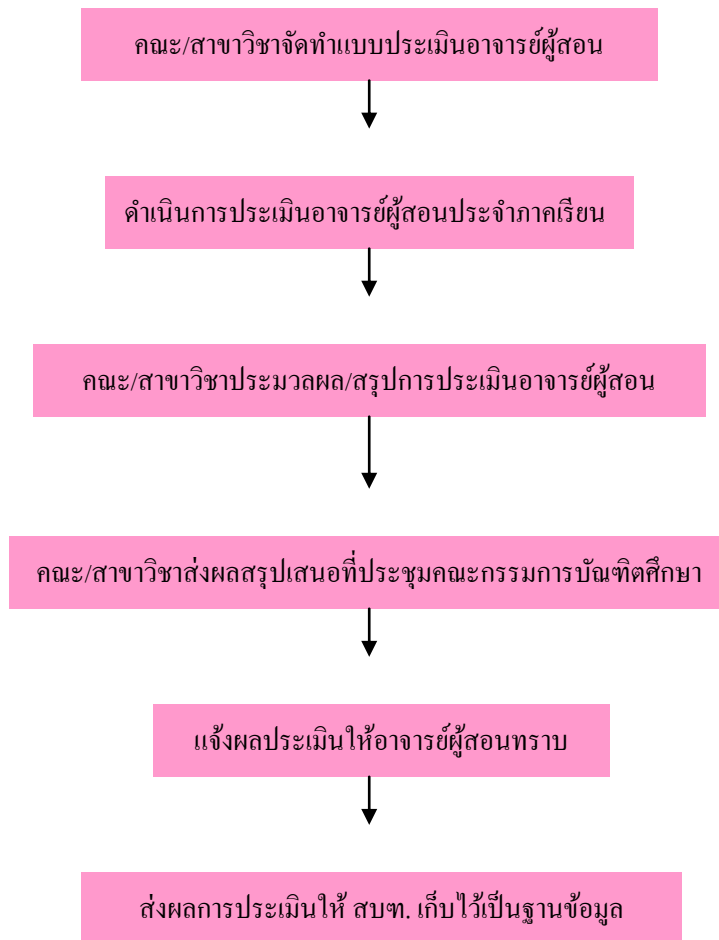 คณะ/สาขาวิชาจัดทำแบบประเมินอาจารย์ผู้สอน
ดำเนินการประเมินอาจารย์ผู้สอนประจำภาคเรียน
คณะ/สาขาวิชาประมวลผล/สรุปการประเมินอาจารย์ผู้สอน
คณะ/สาขาวิชาส่งผลสรุปเสนอที่ประชุมคณะกรรมการบัณฑิตศึกษา
แจ้งผลประเมินให้อาจารย์ผู้สอนทราบ
ส่งผลการประเมินให้ สบฑ. เก็บไว้เป็นฐานข้อมูล